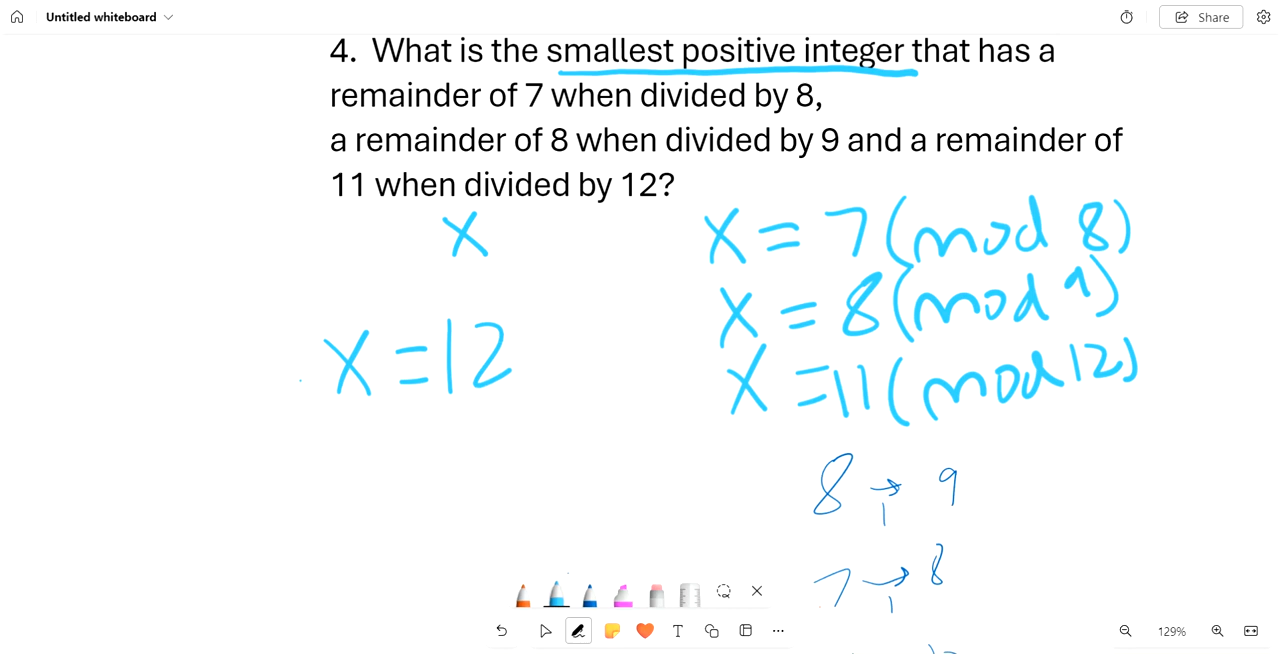 Untitled whiteboard
Share
4. What is the smallest positive integer that has a
remainder of 7 when divided by 8,
a remainder of 8 when divided by 9 and a remainder of
11 when divided by 12?
x
x = 7 (mod 8)
x = 8 (mod 9)
x = 12
x = 11 (mod 12)
8 → 9
1
7 → 8
1
T
129%